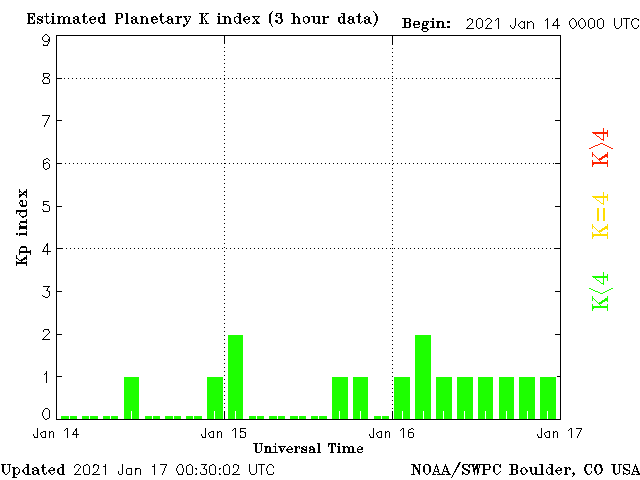 Estimated Planetary K index (3 hour data) Begin: 2021 Jan 14 0000 UTC
9
8
7
6
5
4
3
2
1
0
Kp index
K>4
K=4
K<4
Jan 14 Jan 15 Jan 16 Jan 17
Universal Time
Updated 2021 Jan 17 00:30:02 UTC NOAA/SWPC Boulder, CO USA